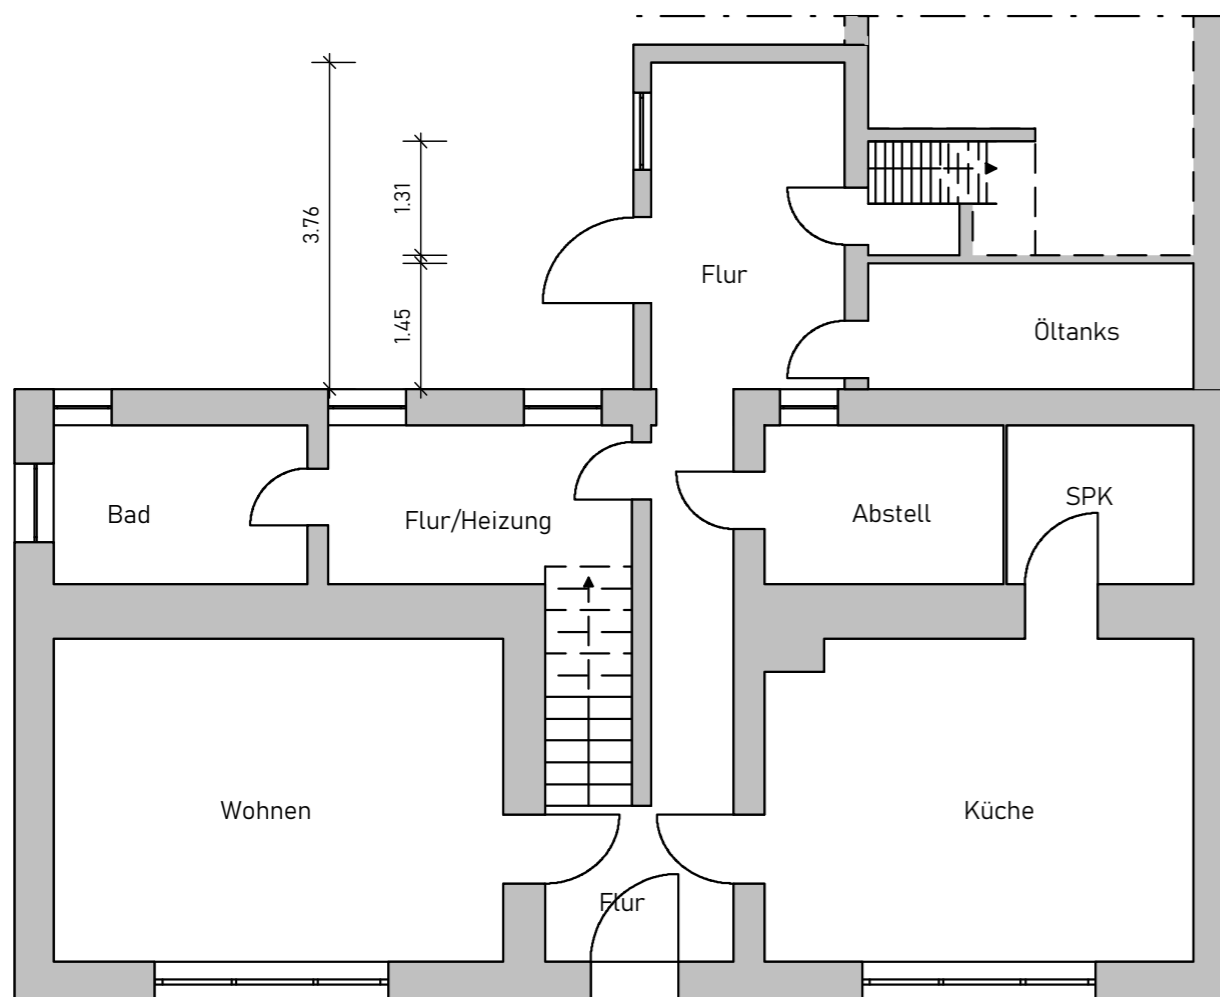 3.76
1.31
1.45
Flur
Öltanks
Bad
Flur/Heizung
Abstell
SPK
Wohnen
Küche
Flur